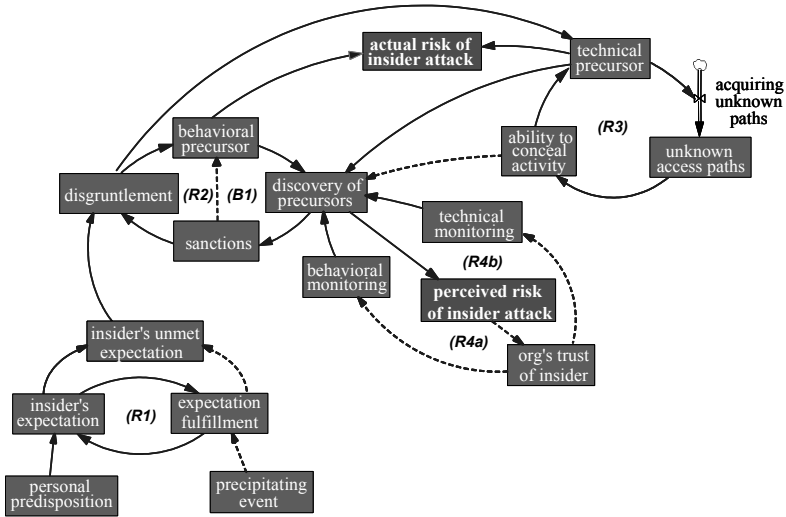 actual risk of
insider attack
technical
precursor
acquiring
unknown
paths
behavioral
precursor
(R3)
ability to
conceal
activity
unknown
access paths
disgruntlement
(R2)
(B1)
discovery of
precursors
technical
monitoring
sanctions
(R4b)
behavioral
monitoring
perceived risk
of insider attack
insider's unmet
expectation
(R4a)
org's trust
of insider
insider's
expectation
(R1)
expectation
fulfillment
personal
predisposition
precipitating
event